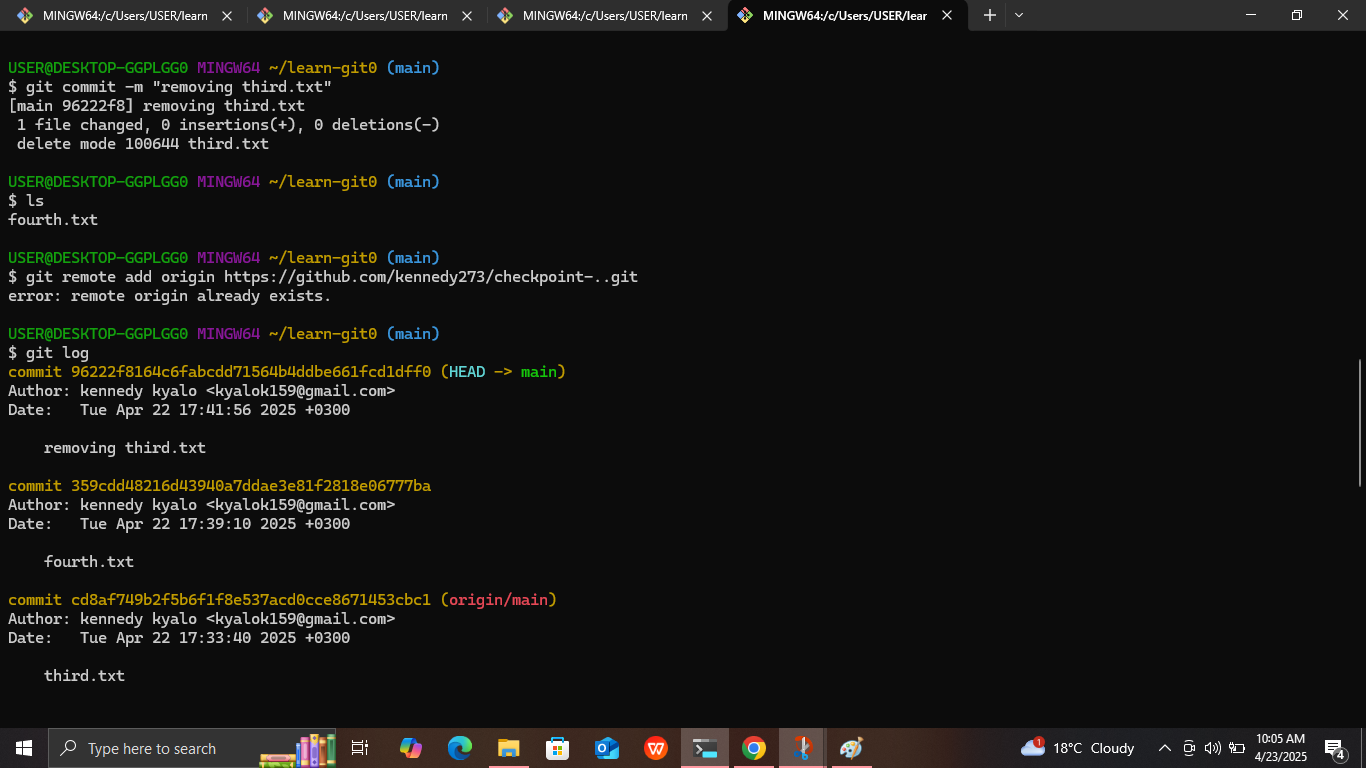 MINGW64:/c/Users/USER/learn
MINGW64:/c/Users/USER/learn
MINGW64:/c/Users/USER/learn
MINGW64:/c/Users/USER/lear
USER@DESKTOP-GGPLGG0 MINGW64 ~/learn-git0 (main)
$ git commit -m "removing third.txt"
[main 96222f8] removing third.txt
 1 file changed, 0 insertions(+), 0 deletions(-)
 delete mode 100644 third.txt
USER@DESKTOP-GGPLGG0 MINGW64 ~/learn-git0 (main)
$ ls
fourth.txt
USER@DESKTOP-GGPLGG0 MINGW64 ~/learn-git0 (main)
$ git remote add origin https://github.com/kennedy273/checkpoint-..git
error: remote origin already exists.
USER@DESKTOP-GGPLGG0 MINGW64 ~/learn-git0 (main)
$ git log
commit 96222f8164c6fabcdd71564b4ddbe661fcd1dff0 (HEAD -> main)
Author: kennedy kyalo <kyalok159@gmail.com>
Date:   Tue Apr 22 17:41:56 2025 +0300
    removing third.txt
commit 359cdd48216d43940a7ddae3e81f2818e06777ba
Author: kennedy kyalo <kyalok159@gmail.com>
Date:   Tue Apr 22 17:39:10 2025 +0300
    fourth.txt
commit cd8af749b2f5b6f1f8e537acd0cce8671453cbc1 (origin/main)
Author: kennedy kyalo <kyalok159@gmail.com>
Date:   Tue Apr 22 17:33:40 2025 +0300
    third.txt
Type here to search
1
18°C Cloudy
10:05 AM
4/23/2025
4